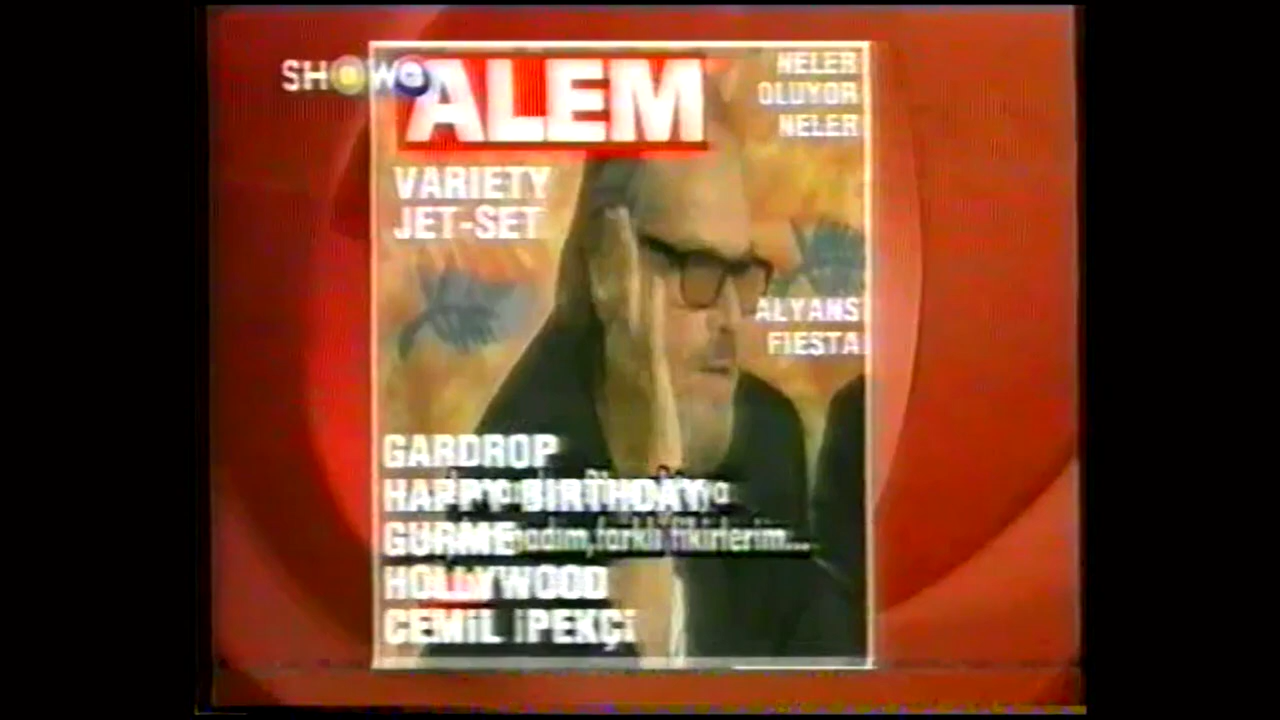 SHOW
ALEM
NELER
OLUYOR
NELER
VARIETY
JET-SET
ALYANS
FIESTA
GARDROP
HAPPY BIRTHDAY
GURME
farklı fikirlerim...
HOLLYWOOD
CEMİL İPEKÇİ